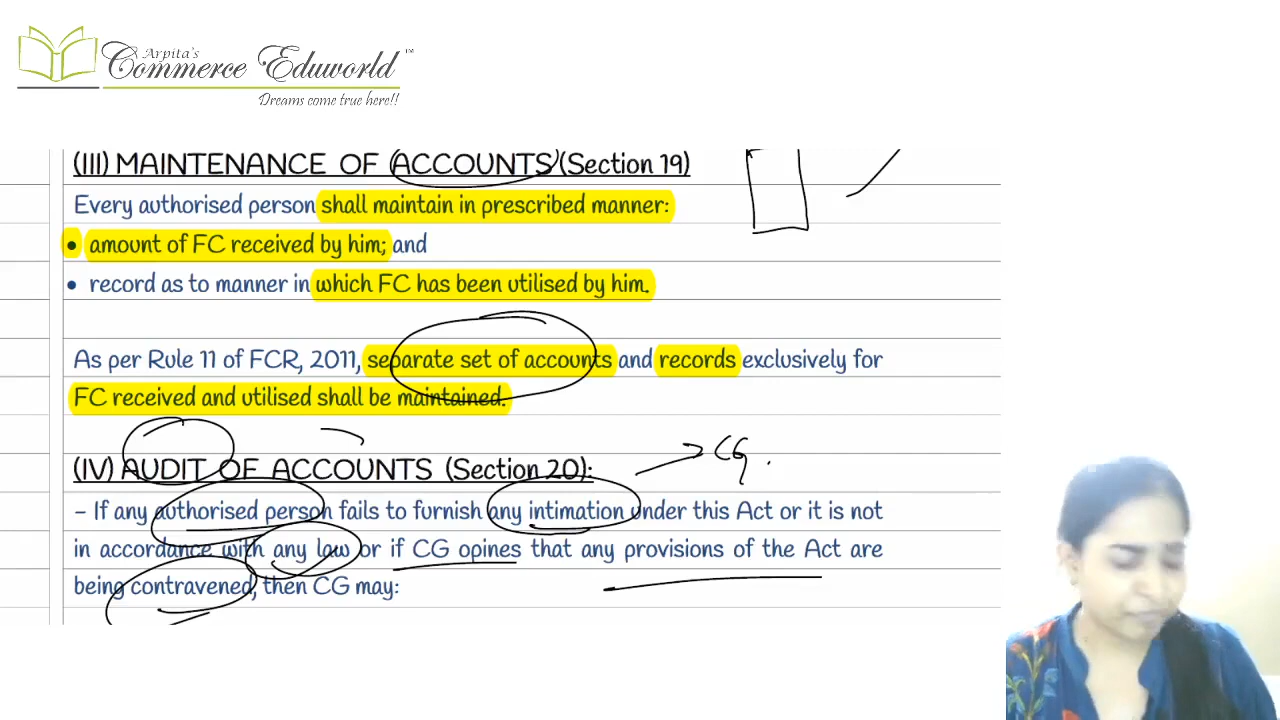 Arpita's
Commerce Eduworld™
Dreams come true here!!
(III) MAINTENANCE OF ACCOUNTS (Section 19)
Every authorised person shall maintain in prescribed manner:
• amount of FC received by him; and
• record as to manner in which FC has been utilised by him.
As per Rule 11 of FCR, 2011, separate set of accounts and records exclusively for
FC received and utilised shall be maintained.
(IV) AUDIT OF ACCOUNTS (Section 20):
CG
– If any authorised person fails to furnish any intimation under this Act or it is not
in accordance with any law or if CG opines that any provisions of the Act are
being contravened, then CG may: